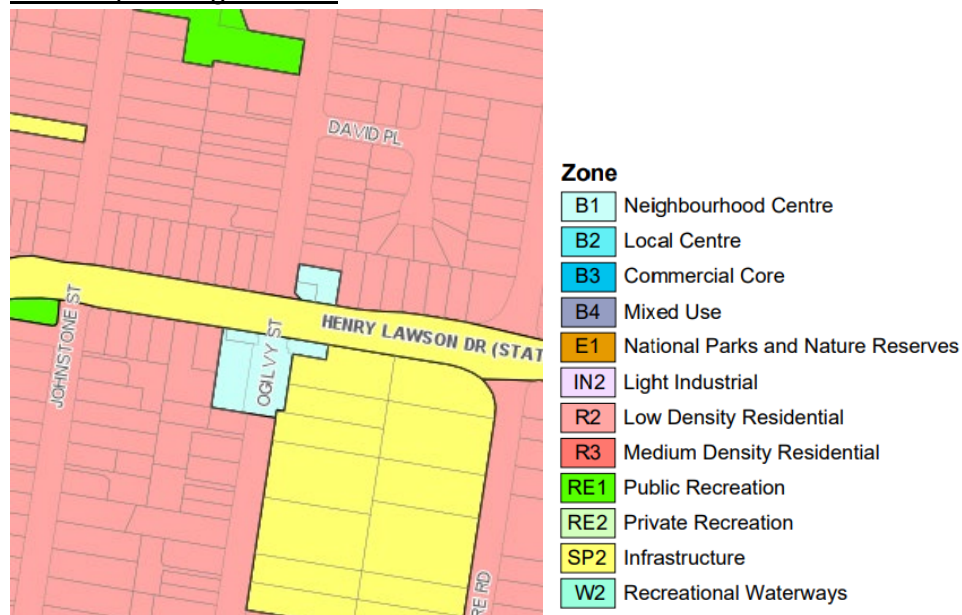 DAVID PL
JOHNSTONE ST
OGILVY ST
HENRY LAWSON DR (STAT
RE RD
Zone
B1 Neighbourhood Centre
B2 Local Centre
B3 Commercial Core
B4 Mixed Use
E1 National Parks and Nature Reserves
IN2 Light Industrial
R2 Low Density Residential
R3 Medium Density Residential
RE1 Public Recreation
RE2 Private Recreation
SP2 Infrastructure
W2 Recreational Waterways